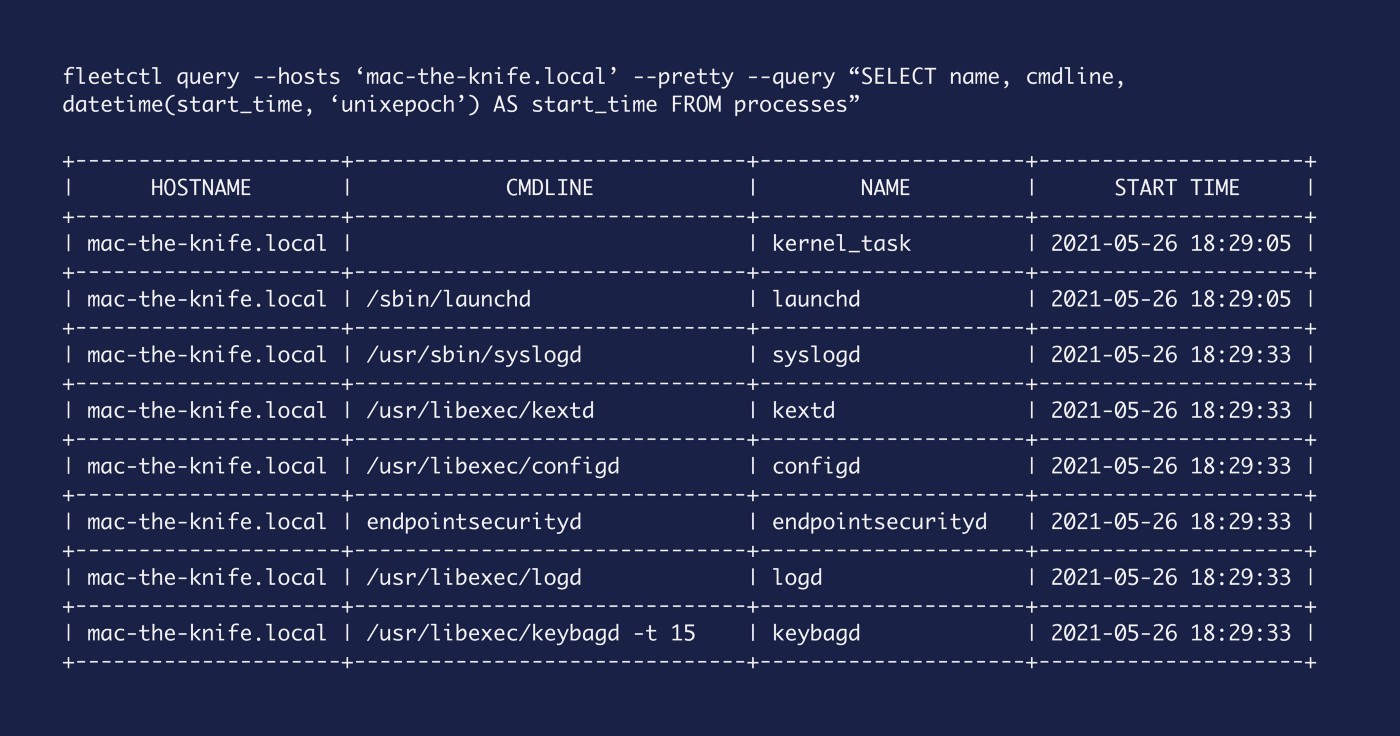 fleetctl query --hosts ‘mac-the-knife.local’ --pretty --query “SELECT name, cmdline,
datetime(start_time, ‘unixepoch’) AS start_time FROM processes”
+---------------------+-------------------------------+---------------------+---------------------+
| HOSTNAME | CMDLINE | NAME | START TIME |
+---------------------+-------------------------------+---------------------+---------------------+
| mac-the-knife.local | | kernel_task | 2021-05-26 18:29:05 |
+---------------------+-------------------------------+---------------------+---------------------+
| mac-the-knife.local | /sbin/launchd | launchd | 2021-05-26 18:29:05 |
+---------------------+-------------------------------+---------------------+---------------------+
| mac-the-knife.local | /usr/sbin/syslogd | syslogd | 2021-05-26 18:29:33 |
+---------------------+-------------------------------+---------------------+---------------------+
| mac-the-knife.local | /usr/libexec/kextd | kextd | 2021-05-26 18:29:33 |
+---------------------+-------------------------------+---------------------+---------------------+
| mac-the-knife.local | /usr/libexec/configd | configd | 2021-05-26 18:29:33 |
+---------------------+-------------------------------+---------------------+---------------------+
| mac-the-knife.local | endpointsecurityd | endpointsecurityd | 2021-05-26 18:29:33 |
+---------------------+-------------------------------+---------------------+---------------------+
| mac-the-knife.local | /usr/libexec/logd | logd | 2021-05-26 18:29:33 |
+---------------------+-------------------------------+---------------------+---------------------+
| mac-the-knife.local | /usr/libexec/keybagd -t 15 | keybagd | 2021-05-26 18:29:33 |
+---------------------+-------------------------------+---------------------+---------------------+